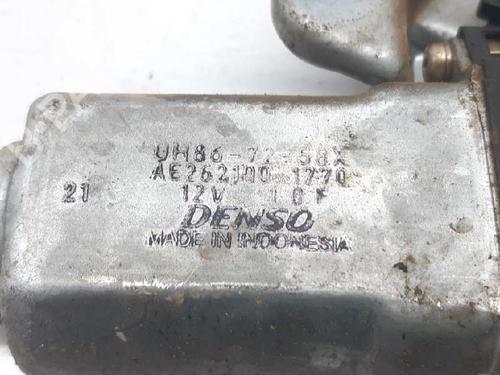 UH86-72-58X
AE262100 1770
21 12V
DENSO
MADE IN INDONESIA